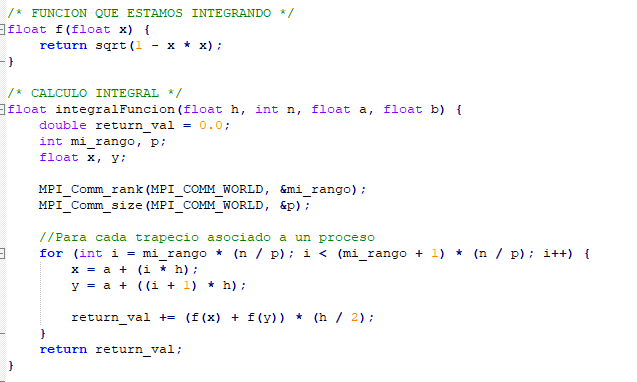 /* FUNCION QUE ESTAMOS INTEGRANDO */
float f(float x) {
    return sqrt(1 - x * x);
}

/* CALCULO INTEGRAL */
float integralFuncion(float h, int n, float a, float b) {
    double return_val = 0.0;
    int mi_rango, p;
    float x, y;

    MPI_Comm_rank(MPI_COMM_WORLD, &mi_rango);
    MPI_Comm_size(MPI_COMM_WORLD, &p);

    //Para cada trapecio asociado a un proceso
    for (int i = mi_rango * (n / p); i < (mi_rango + 1) * (n / p); i++) {
        x = a + (i * h);
        y = a + ((i + 1) * h);

        return_val += (f(x) + f(y)) * (h / 2);
    }
    return return_val;
}